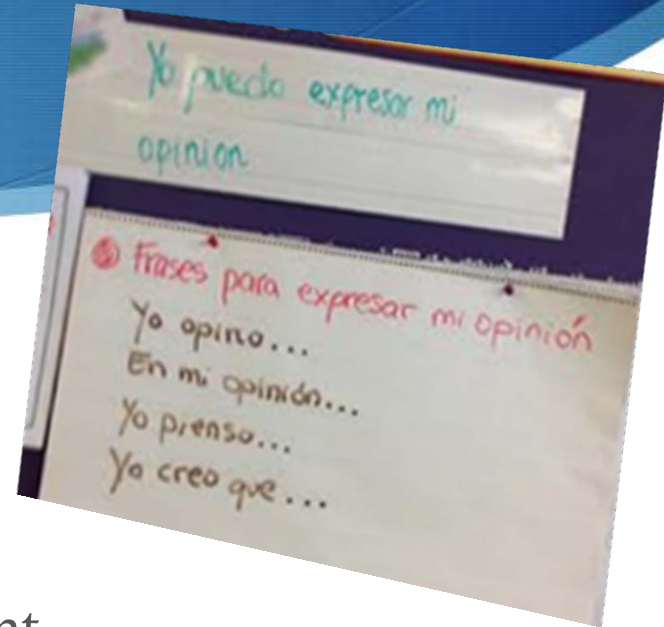 Yo puedo expresar mi
opinion
Frases para expresar mi opinión
Yo opino...
En mi opinión...
Yo pienso...
Yo creo que...